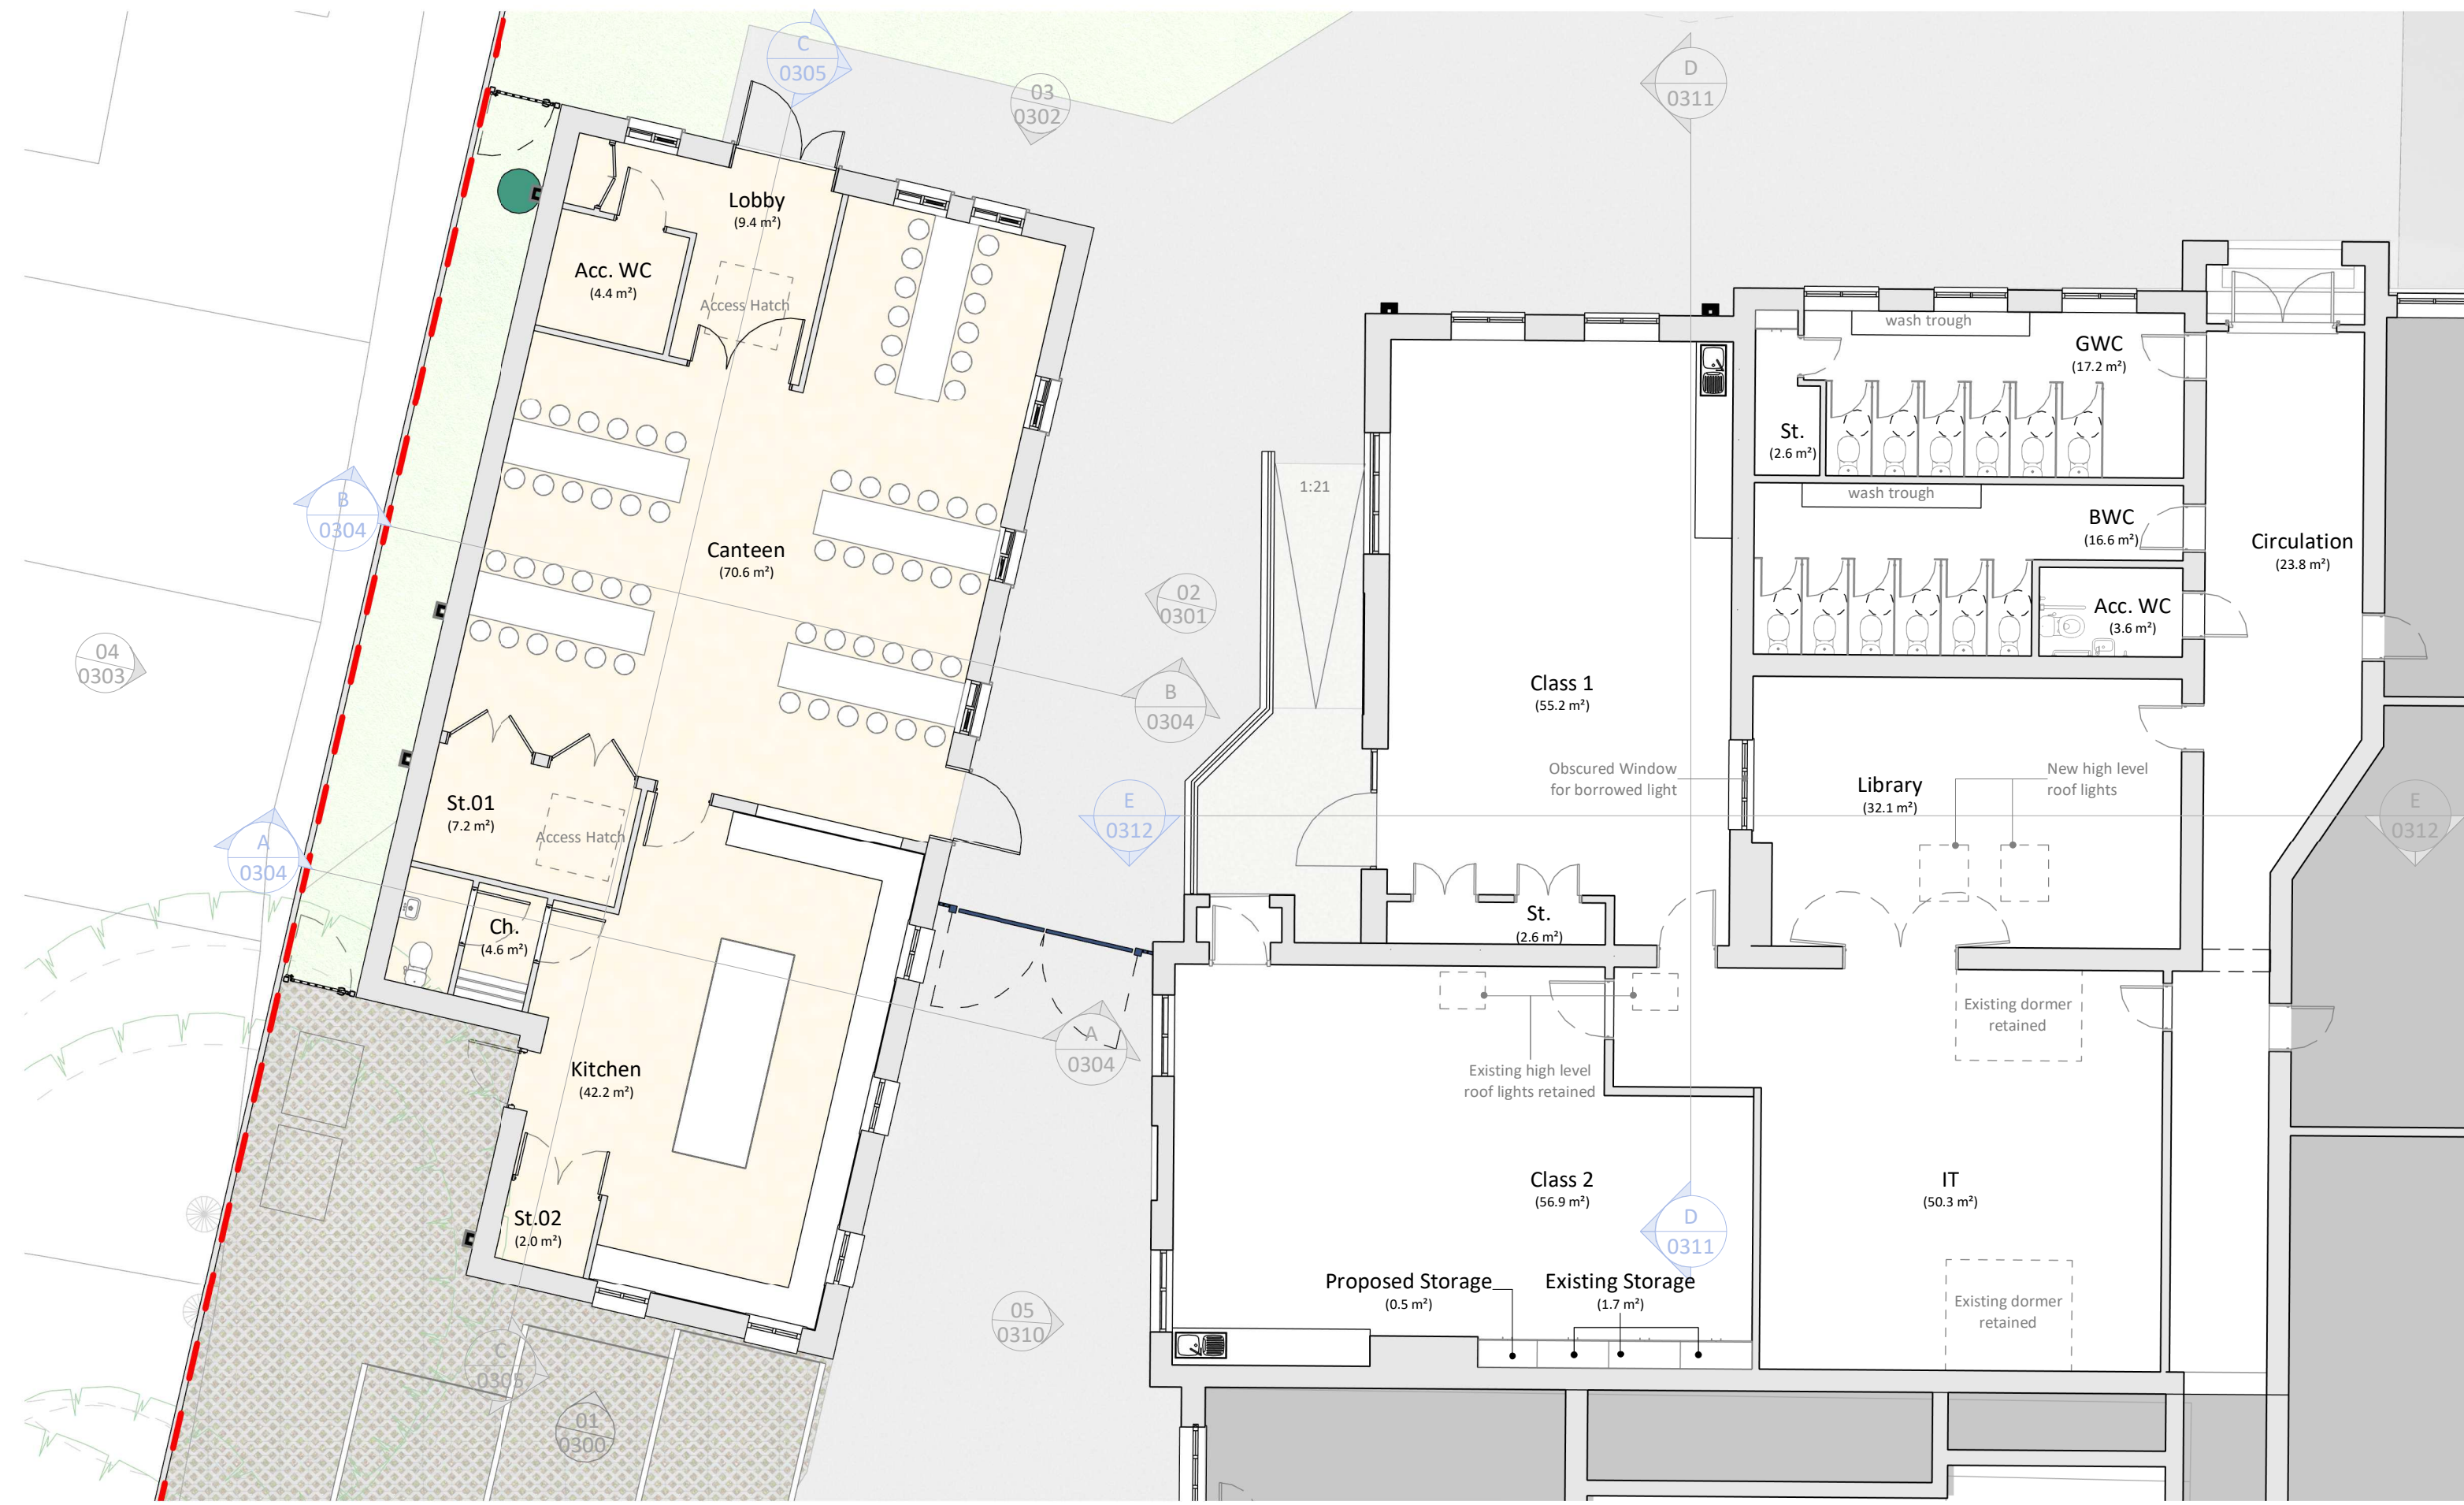 C
0305
03
0302
D
0311
Lobby
(9.4 m²)
Acc. WC
(4.4 m²)
Access Hatch
wash trough
GWC
(17.2 m²)
St.
(2.6 m²)
1:21
wash trough
BWC
(16.6 m²)
Circulation
(23.8 m²)
B
0304
Canteen
(70.6 m²)
02
0301
Acc. WC
(3.6 m²)
04
0303
B
0304
Class 1
(55.2 m²)
Obscured Window
for borrowed light
Library
(32.1 m²)
New high level
roof lights
St.01
(7.2 m²)
Access Hatch
E
0312
E
0312
A
0304
Ch.
(4.6 m²)
St.
(2.6 m²)
A
0304
Existing dormer
retained
Kitchen
(42.2 m²)
Existing high level
roof lights retained
St.02
(2.0 m²)
Class 2
(56.9 m²)
IT
(50.3 m²)
D
0311
Proposed Storage
(0.5 m²)
Existing Storage
(1.7 m²)
Existing dormer
retained
05
0310
C
0305
01
0300